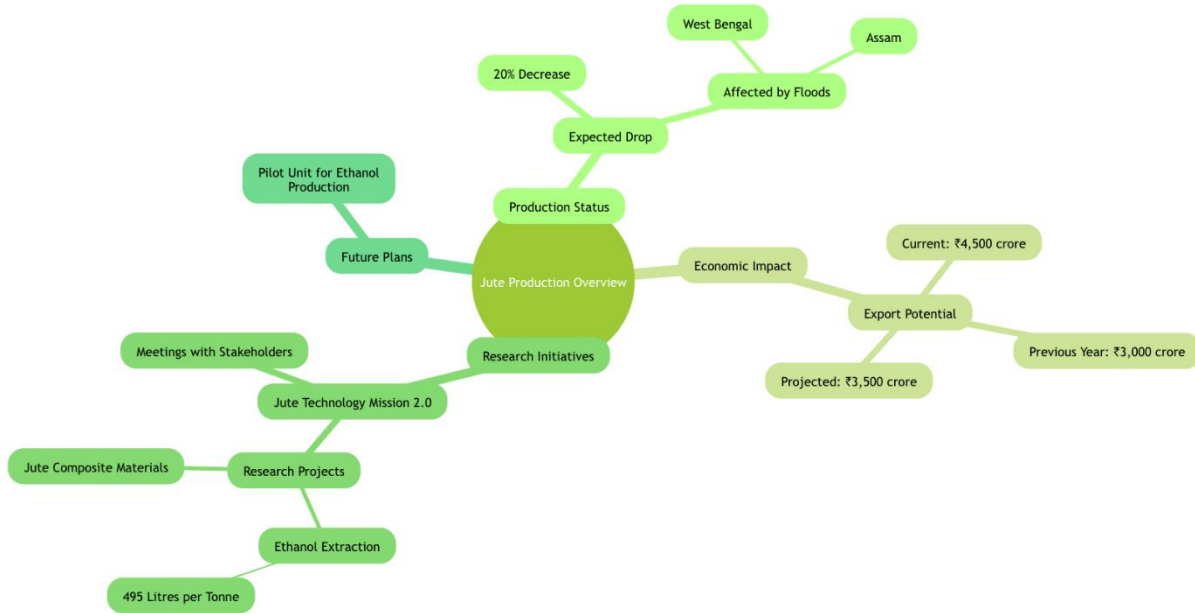 West Bengal
Assam
20% Decrease
Affected by Floods
Expected Drop
Pilot Unit for Ethanol
Production
Production Status
Future Plans
Jute Production Overview
Economic Impact
Current: ₹4,500 crore
Export Potential
Previous Year: ₹3,000 crore
Projected: ₹3,500 crore
Research Initiatives
Meetings with Stakeholders
Jute Technology Mission 2.0
Jute Composite Materials
Research Projects
Ethanol Extraction
495 Litres per Tonne